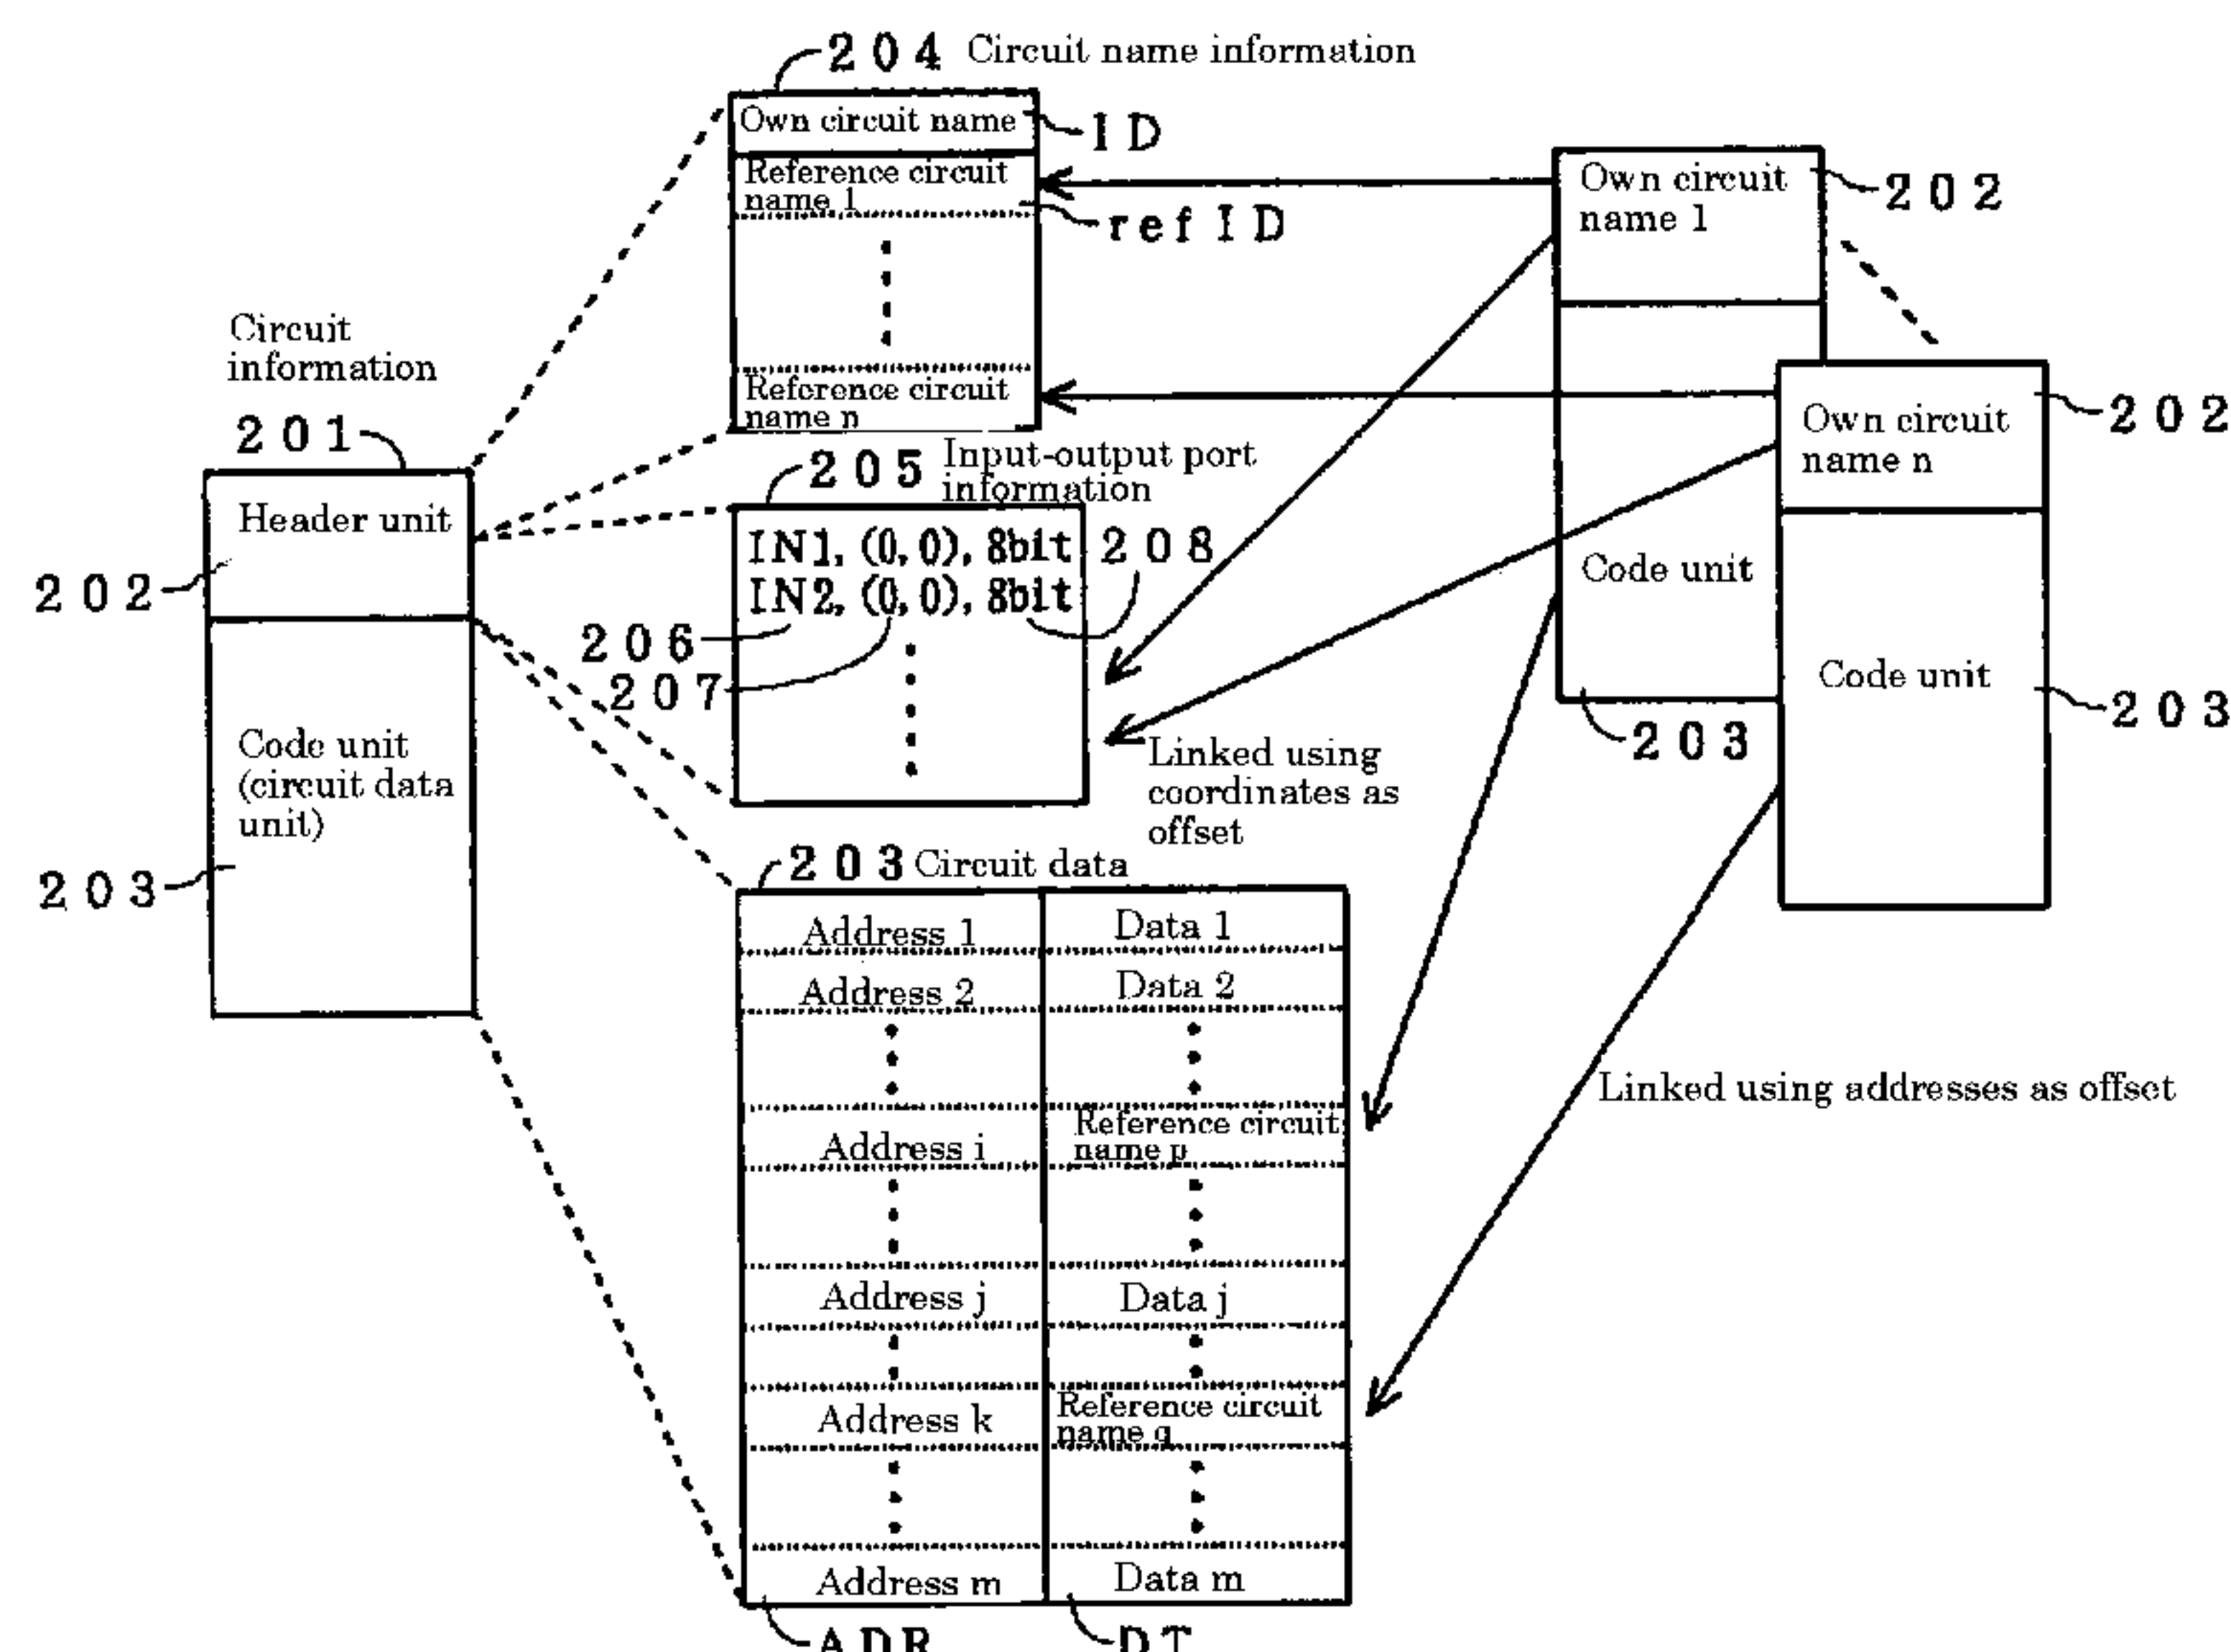 204 Circuit name information
Own circuit name
ID
Reference circuit
name 1
ref ID
Reference circuit
name n
Circuit
information
201
Header unit
202
Code unit
(circuit data
unit)
203
205 Input-output port
information
IN1, (0,0), 8bit
IN2, (0,0), 8bit
208
206
207
Own circuit
name 1
202
Code unit
203
Own circuit
name n
202
Code unit
203
Linked using
coordinates as
offset
203 Circuit data
Address 1 Data 1
Address 2 Data 2
Address i Reference circuit
name p
Address j Data j
Address k Reference circuit
name q
Address m Data m
ADR DT
Linked using addresses as offset